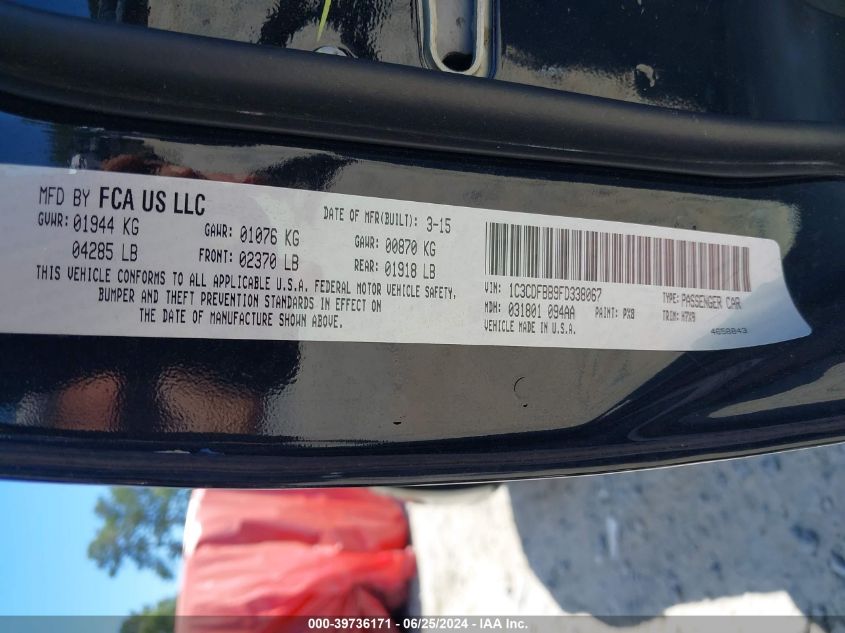 MFD BY FCA US LLC
DATE OF MFR(BUILT): 3-15
GVWR: 01944 KG GAWR: 01076 KG GAWR: 00870 KG
04285 LB FRONT: 02370 LB REAR: 01918 LB
THIS VEHICLE CONFORMS TO ALL APPLICABLE U.S.A. FEDERAL MOTOR VEHICLE SAFETY,
BUMPER AND THEFT PREVENTION STANDARDS IN EFFECT ON
THE DATE OF MANUFACTURE SHOWN ABOVE.
VIN: 1C3CDFBB9FD338067 TYPE: PASSENGER CAR
MDH: 031801 094AA PAINT: PX8 TRIM: H7X9
VEHICLE MADE IN U.S.A. 4658843
000-39736171 - 06/25/2024 - IAA Inc.